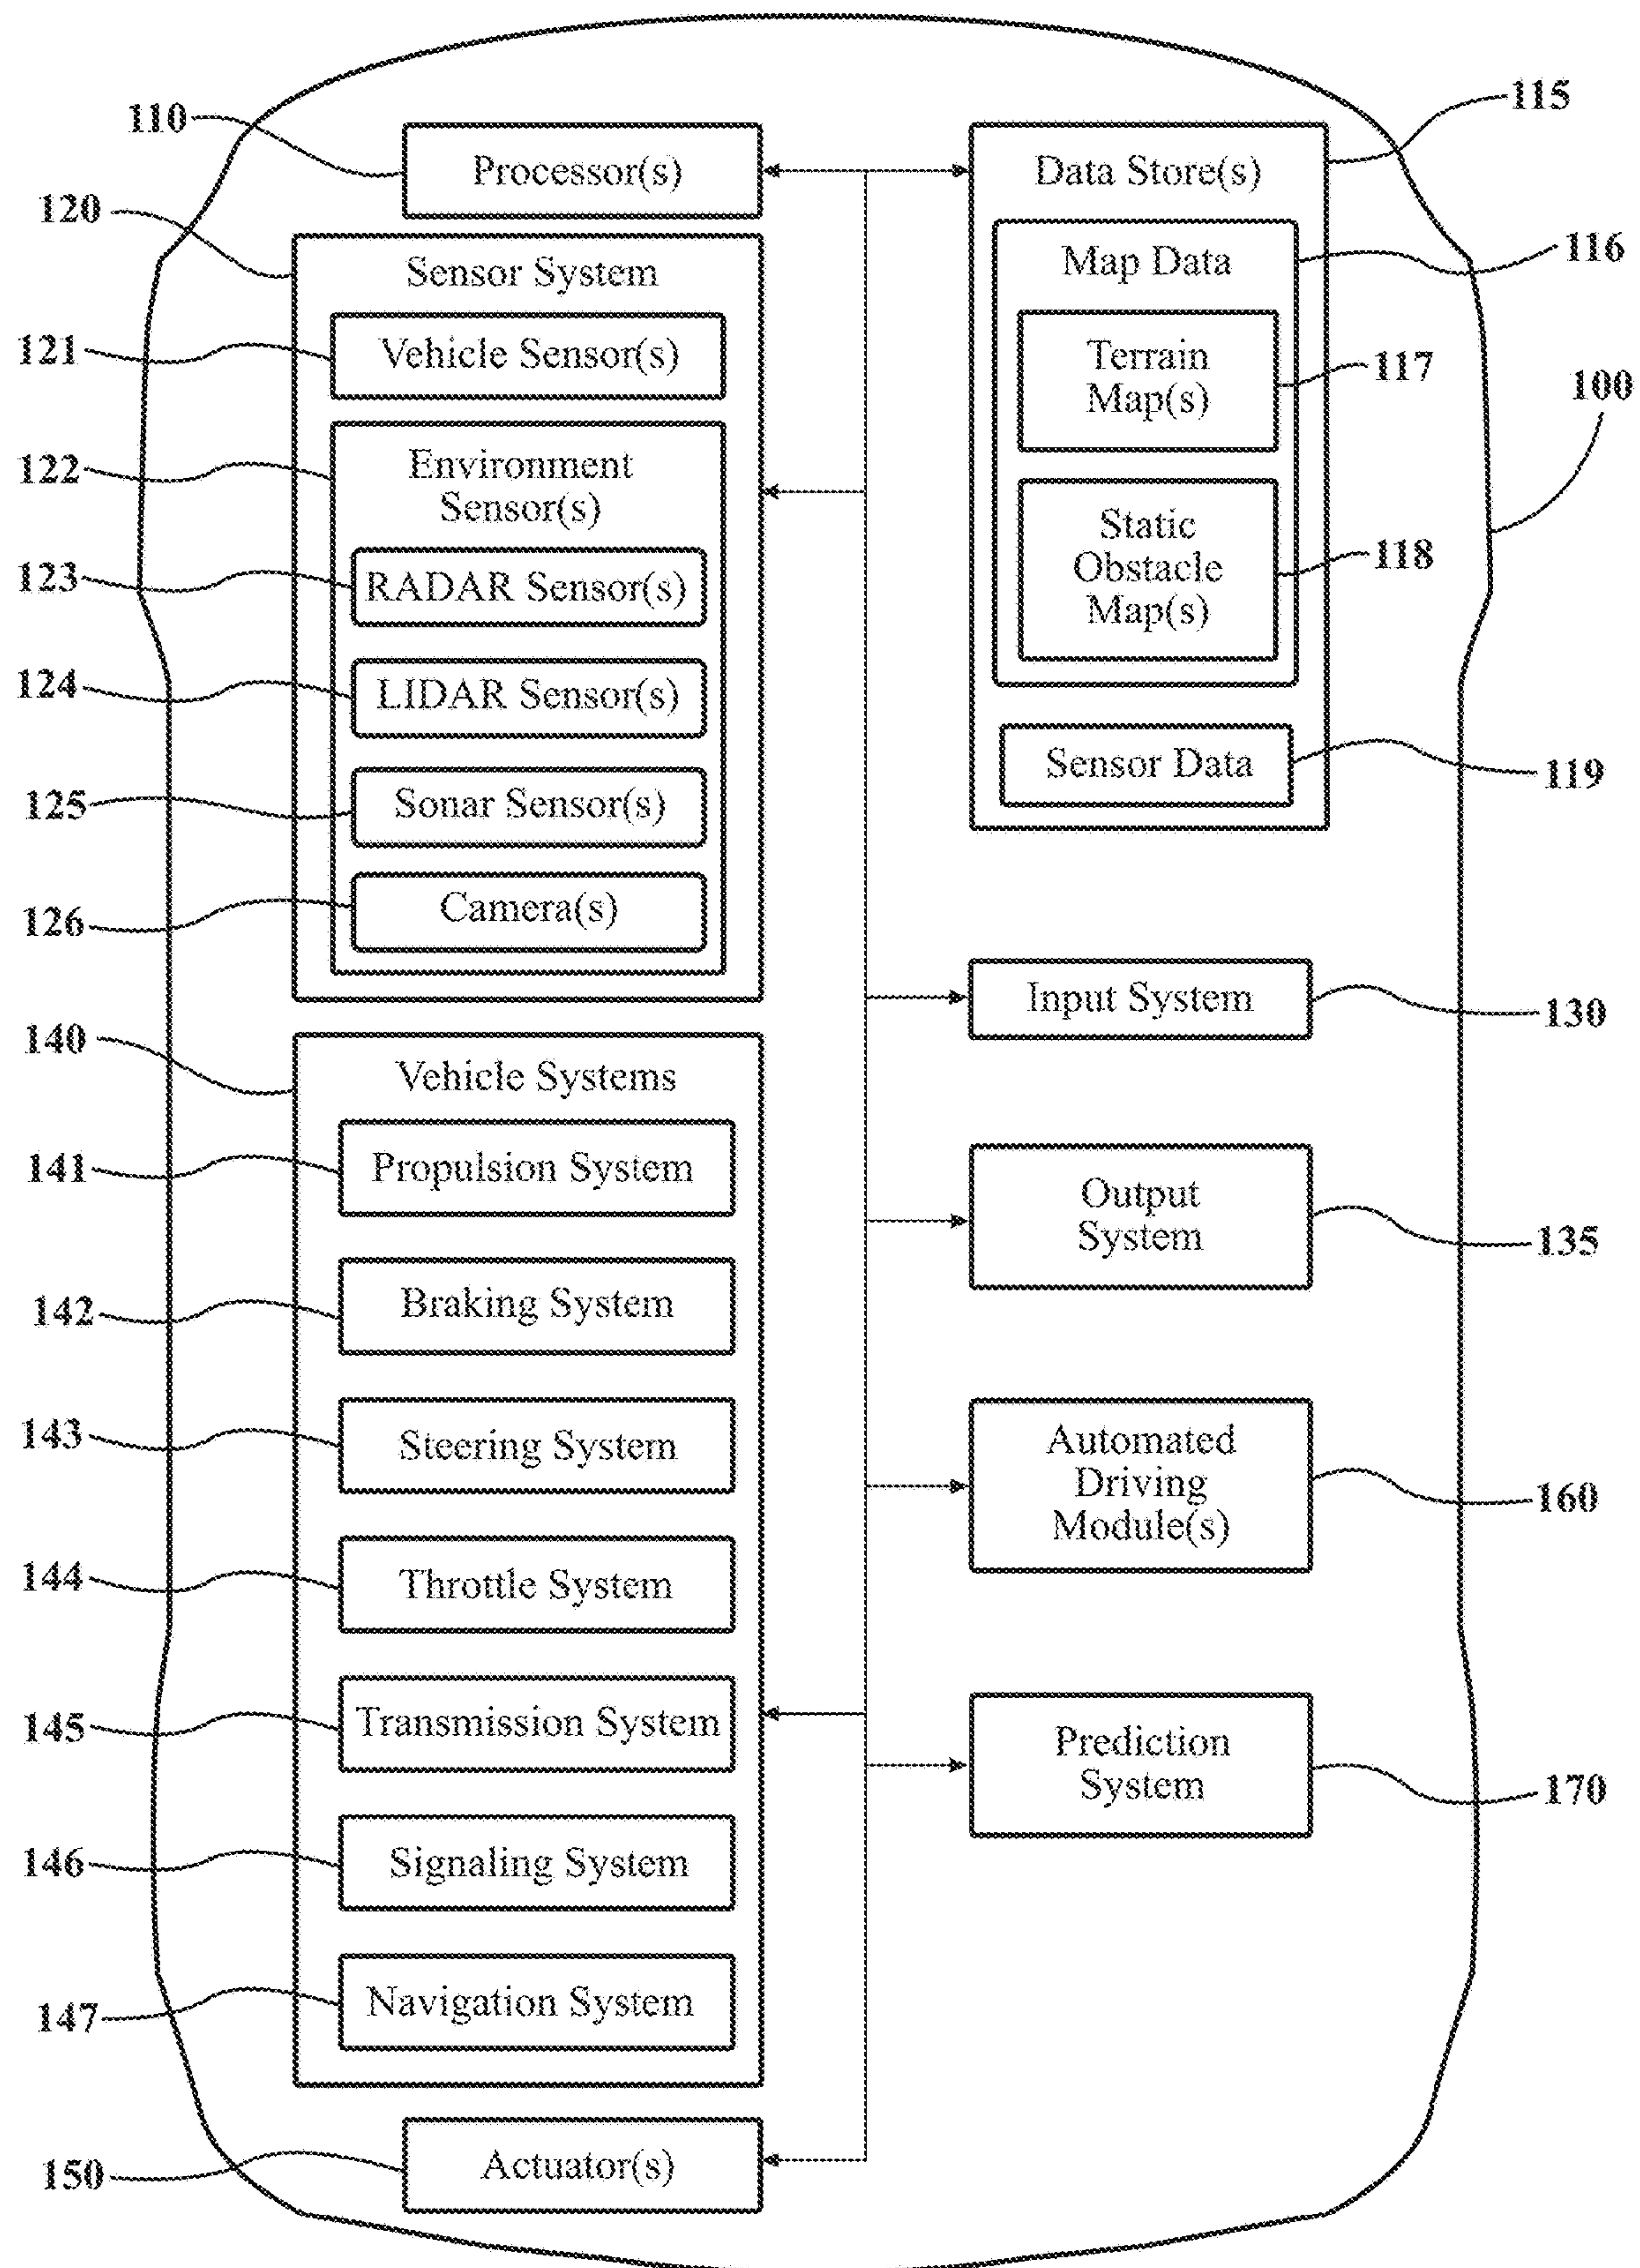 110
Processor(s)
120
Sensor System
121
Vehicle Sensor(s)
122
Environment
Sensor(s)
123
RADAR Sensor(s)
124
LIDAR Sensor(s)
125
Sonar Sensor(s)
126
Camera(s)
140
Vehicle Systems
141
Propulsion System
142
Braking System
143
Steering System
144
Throttle System
145
Transmission System
146
Signaling System
147
Navigation System
150
Actuator(s)
115
Data Store(s)
116
Map Data
Terrain
Map(s)
117
100
Static
Obstacle
Map(s)
118
Sensor Data
119
Input System
130
Output
System
135
Automated
Driving
Module(s)
160
Prediction
System
170